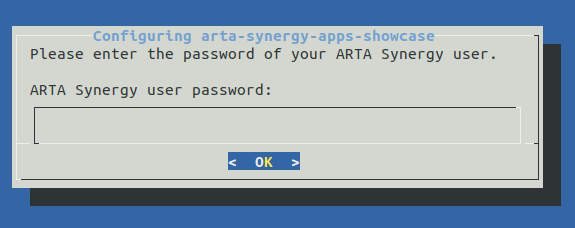 Configuring arta-synergy-apps-showcase
Please enter the password of your ARTA Synergy user.
ARTA Synergy user password:
< OK >